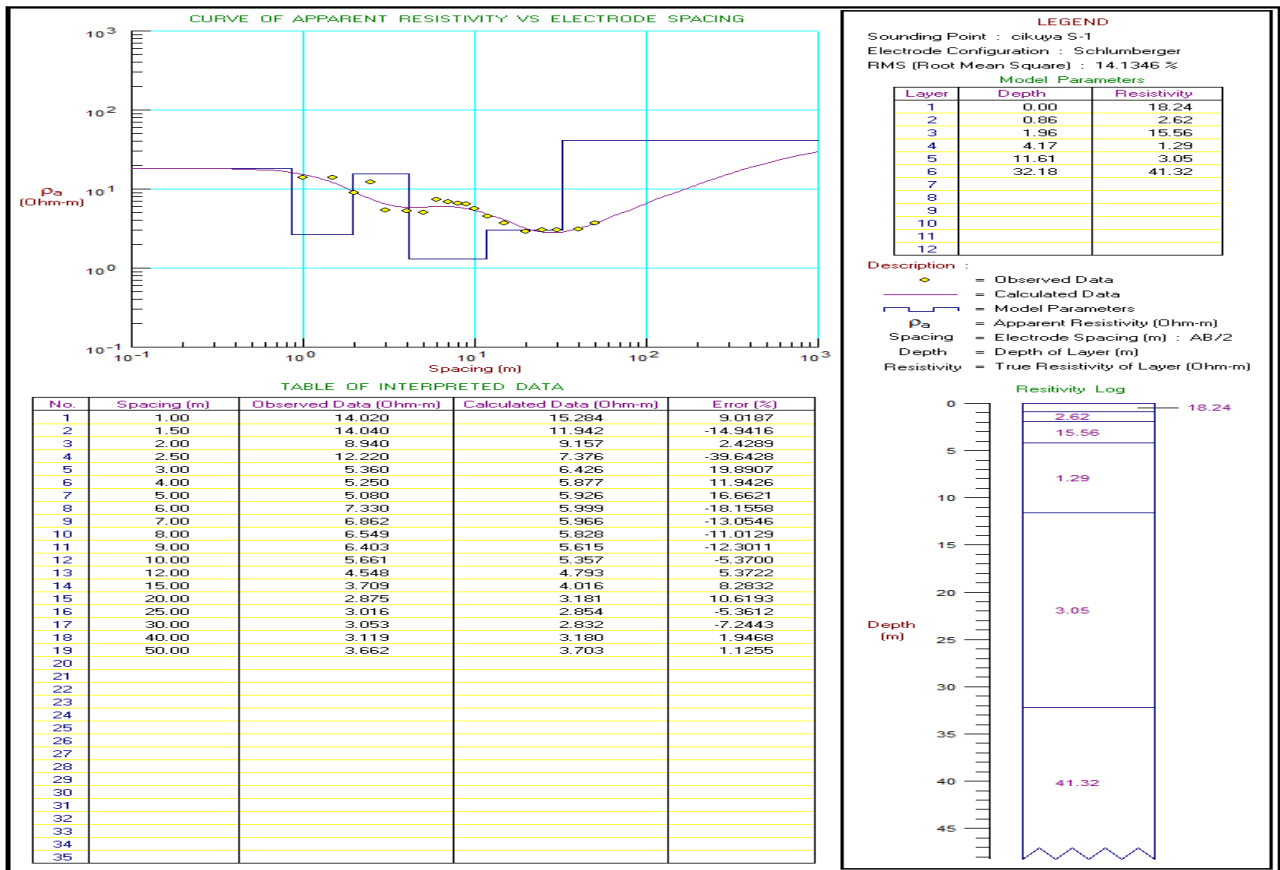 CURVE OF APPARENT RESISTIVITY VS ELECTRODE SPACING
10³
10²
10¹
10⁰
10⁻¹
ρa
(Ohm-m)
10⁻¹ 10⁰ 10¹ 10² 10³
Spacing (m)
TABLE OF INTERPRETED DATA
No. Spacing (m) Observed Data (Ohm-m) Calculated Data (Ohm-m) Error (%)
1 1.00 14.020 15.284 9.0187
2 1.50 14.040 11.942 -14.9416
3 2.00 8.940 9.157 2.4289
4 2.50 12.220 7.376 -39.6428
5 3.00 5.360 6.426 19.8907
6 4.00 5.250 5.877 11.9426
7 5.00 5.080 5.926 16.6621
8 6.00 7.330 5.999 -18.1558
9 7.00 6.862 5.966 -13.0546
10 8.00 6.549 5.828 -11.0129
11 9.00 6.403 5.615 -12.3011
12 10.00 5.661 5.357 -5.3700
13 12.00 4.548 4.793 5.3722
14 15.00 3.709 4.016 8.2832
15 20.00 2.875 3.181 10.6193
16 25.00 3.016 2.854 -5.3612
17 30.00 3.053 2.832 -7.2443
18 40.00 3.119 3.180 1.9468
19 50.00 3.662 3.703 1.1255
20
21
22
23
24
25
26
27
28
29
30
31
32
33
34
35
LEGEND
Sounding Point : cikuya S-1
Electrode Configuration : Schlumberger
RMS (Root Mean Square) : 14.1346 %
Model Parameters
Layer Depth Resistivity
1 0.00 18.24
2 0.86 2.62
3 1.96 15.56
4 4.17 1.29
5 11.61 3.05
6 32.18 41.32
7
8
9
10
11
12
Description :
= Observed Data
= Calculated Data
= Model Parameters
ρa = Apparent Resistivity (Ohm-m)
Spacing = Electrode Spacing (m) : AB/2
Depth = Depth of Layer (m)
Resistivity = True Resistivity of Layer (Ohm-m)
Resitivity Log
0
5
10
15
20
25
30
35
40
45
Depth
(m)
18.24
2.62
15.56
1.29
3.05
41.32